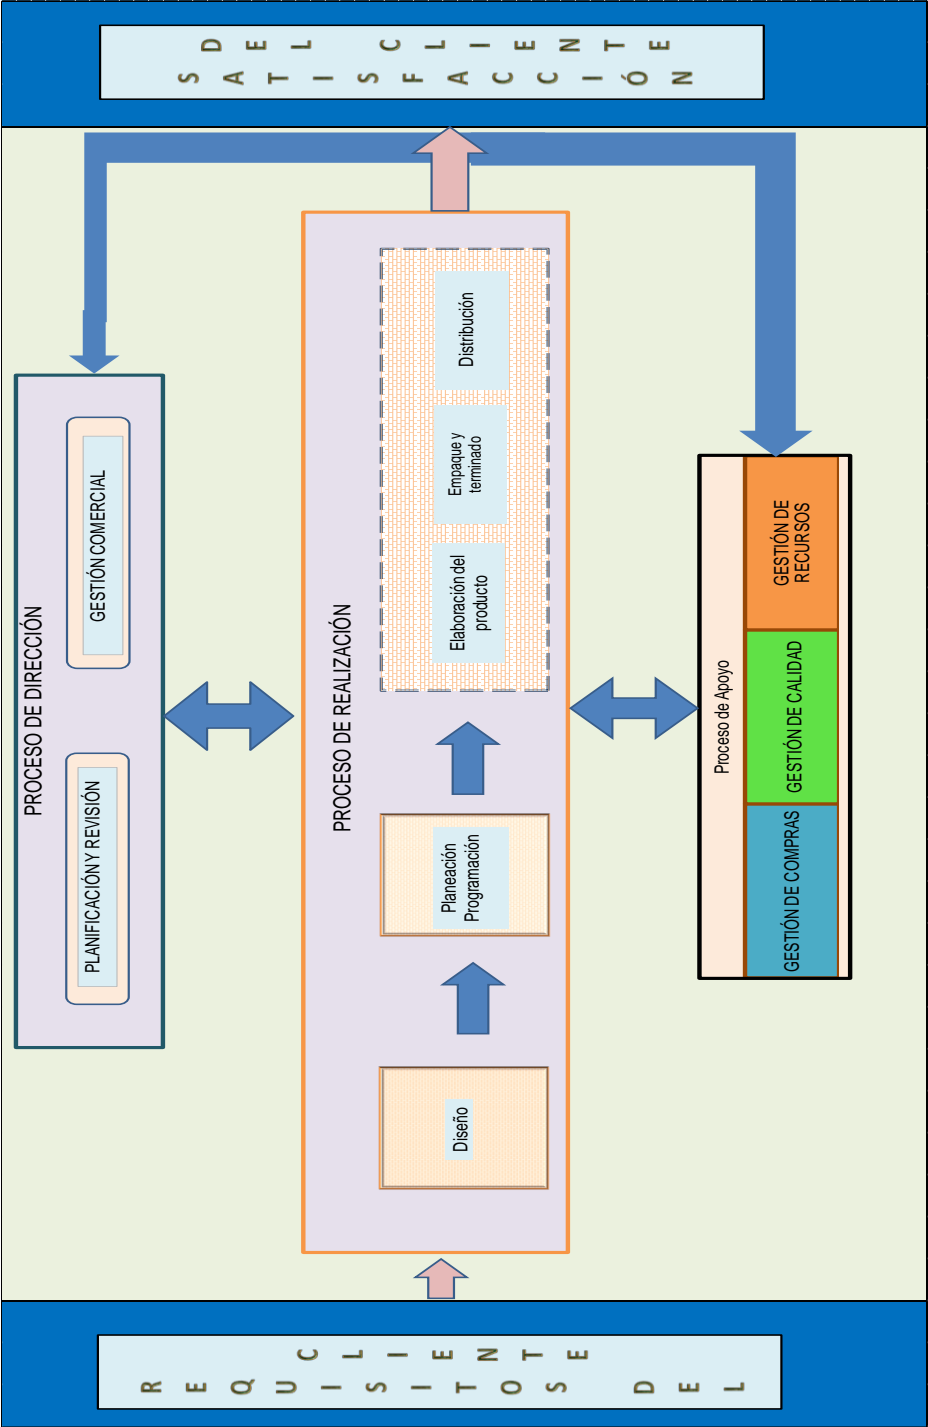 REQUISITOS DEL
CLIENTE
PROCESO DE DIRECCIÓN
PLANIFICACIÓN Y REVISIÓN
GESTIÓN COMERCIAL
PROCESO DE REALIZACIÓN
Diseño
Planeación
Programación
Elaboración del
producto
Empaque y
terminado
Distribución
Proceso de Apoyo
GESTIÓN DE COMPRAS
GESTIÓN DE CALIDAD
GESTIÓN DE
RECURSOS
SATISFACCIÓN
DEL CLIENTE